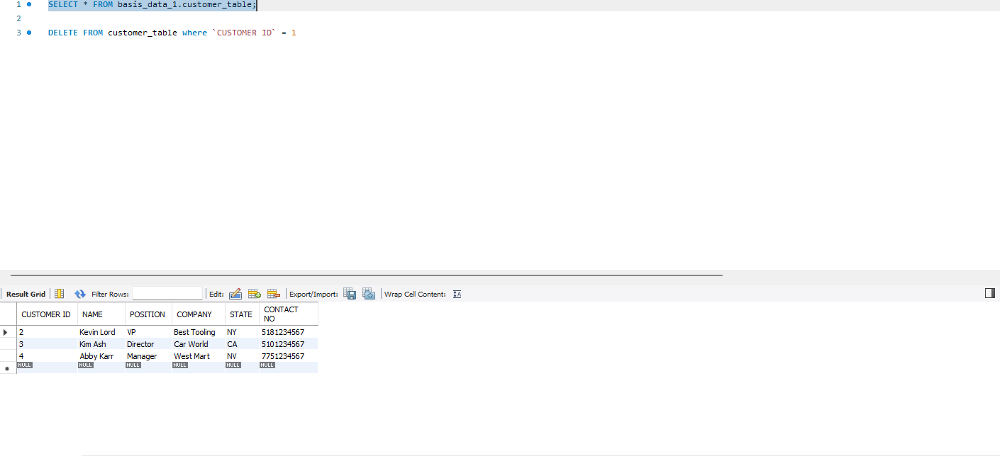 1 SELECT * FROM basis_data_1.customer_table;
2
3 DELETE FROM customer_table where `CUSTOMER ID` = 1
Result Grid Filter Rows: Edit: Export/Import: Wrap Cell Content:
CUSTOMER ID NAME POSITION COMPANY STATE CONTACT
NO
2 Kevin Lord VP Best Tooling NY 5181234567
3 Kim Ash Director Car World CA 5101234567
4 Abby Karr Manager West Mart NV 7751234567
NULL NULL NULL NULL NULL NULL